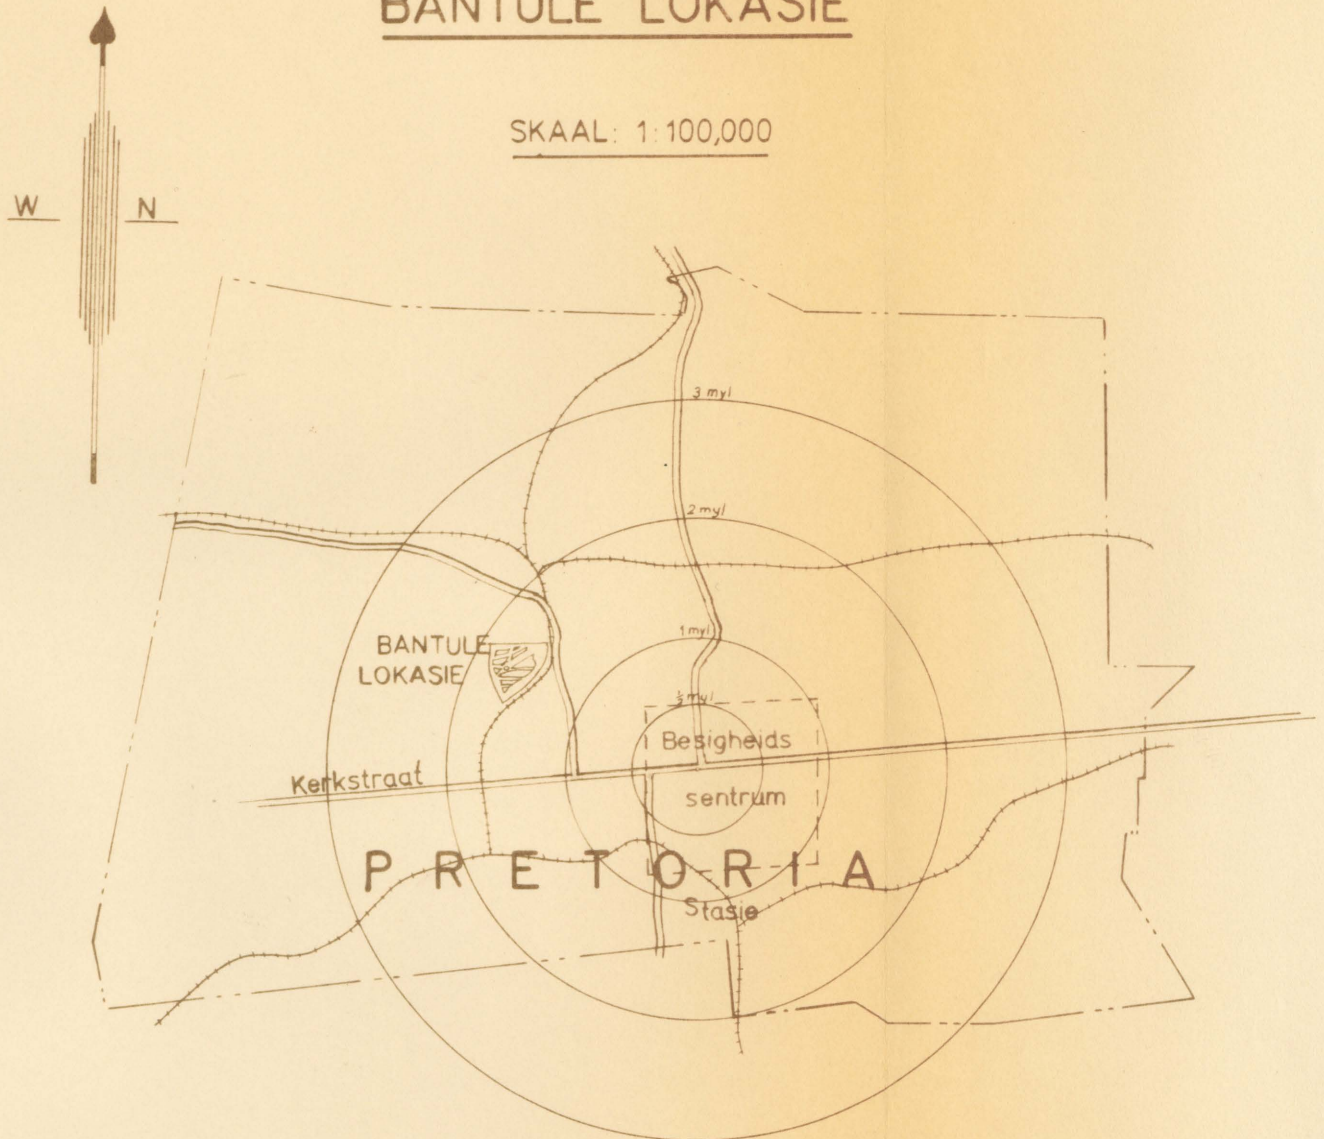 BANTULE LOKASIE
SKAAL: 1:100,000
W N
3 myl
2 myl
1 myl
½ myl
BANTULE
LOKASIE
Besigheids
sentrum
Kerkstraat
PRETORIA
Stasie